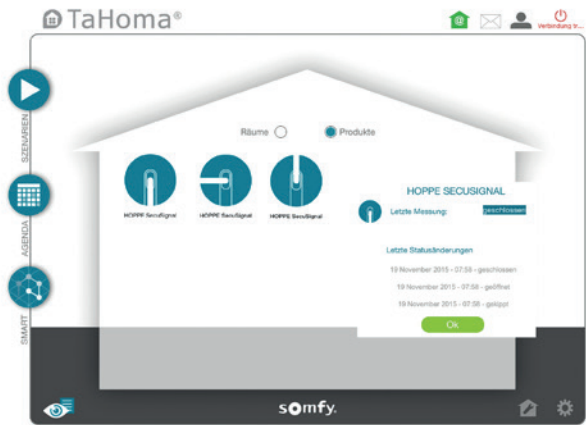 TaHoma®
Verbindung tr...
SZENARIEN
AGENDA
SMART
Räume
Produkte
HOPPE SecuSignal
HOPPE SecuSignal
HOPPE SecuSignal
HOPPE SECUSIGNAL
Letzte Messung: geschlossen
Letzte Statusänderungen
19 November 2015 - 07:58 - geschlossen
19 November 2015 - 07:58 - geöffnet
19 November 2015 - 07:58 - gekippt
Ok
somfy.